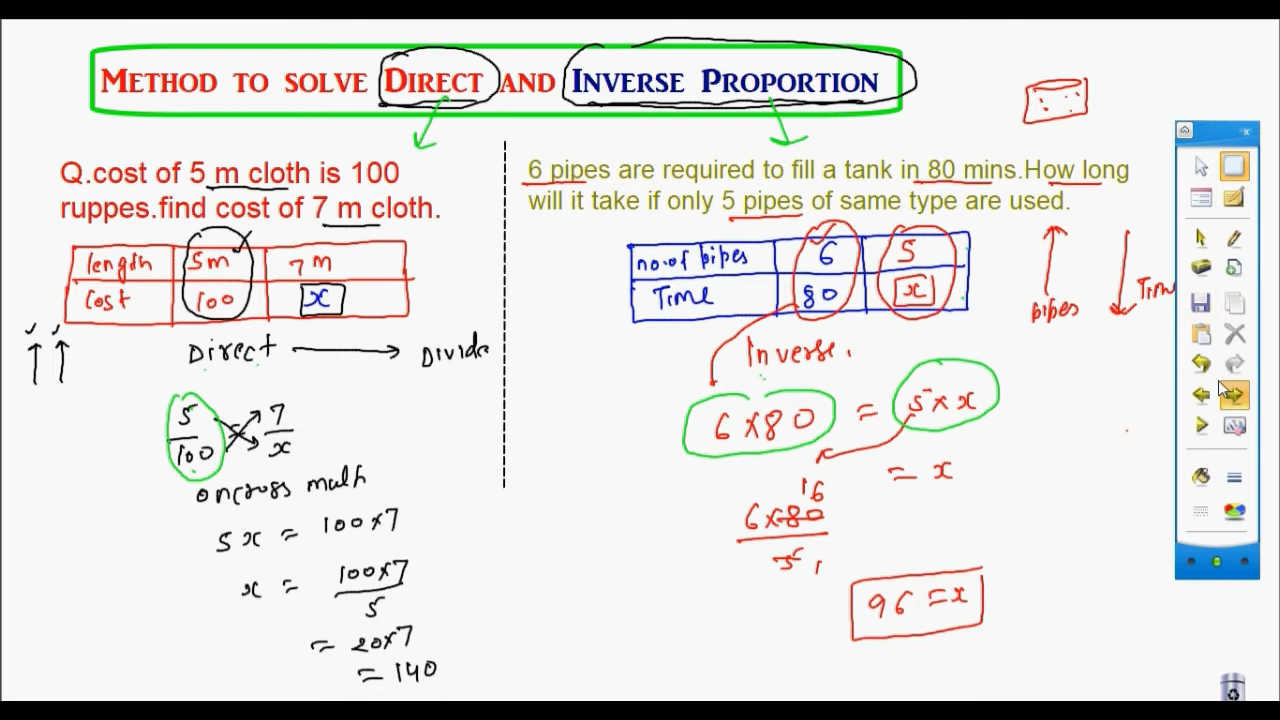 METHOD TO SOLVE DIRECT AND INVERSE PROPORTION
Q.cost of 5 m cloth is 100
ruppes.find cost of 7 m cloth.
length 5m 7 m
cost 100 x
Direct Divide
5/100 = 7/x
on cross mult
5x = 100×7
x = 100×7/5
= 20×7
= 140
6 pipes are required to fill a tank in 80 mins.How long
will it take if only 5 pipes of same type are used.
no.of pipes 6 5
Time 80 x
pipes Time
Inverse.
6×80 = 5×x
= x
16
6×80
5 1
96 = x